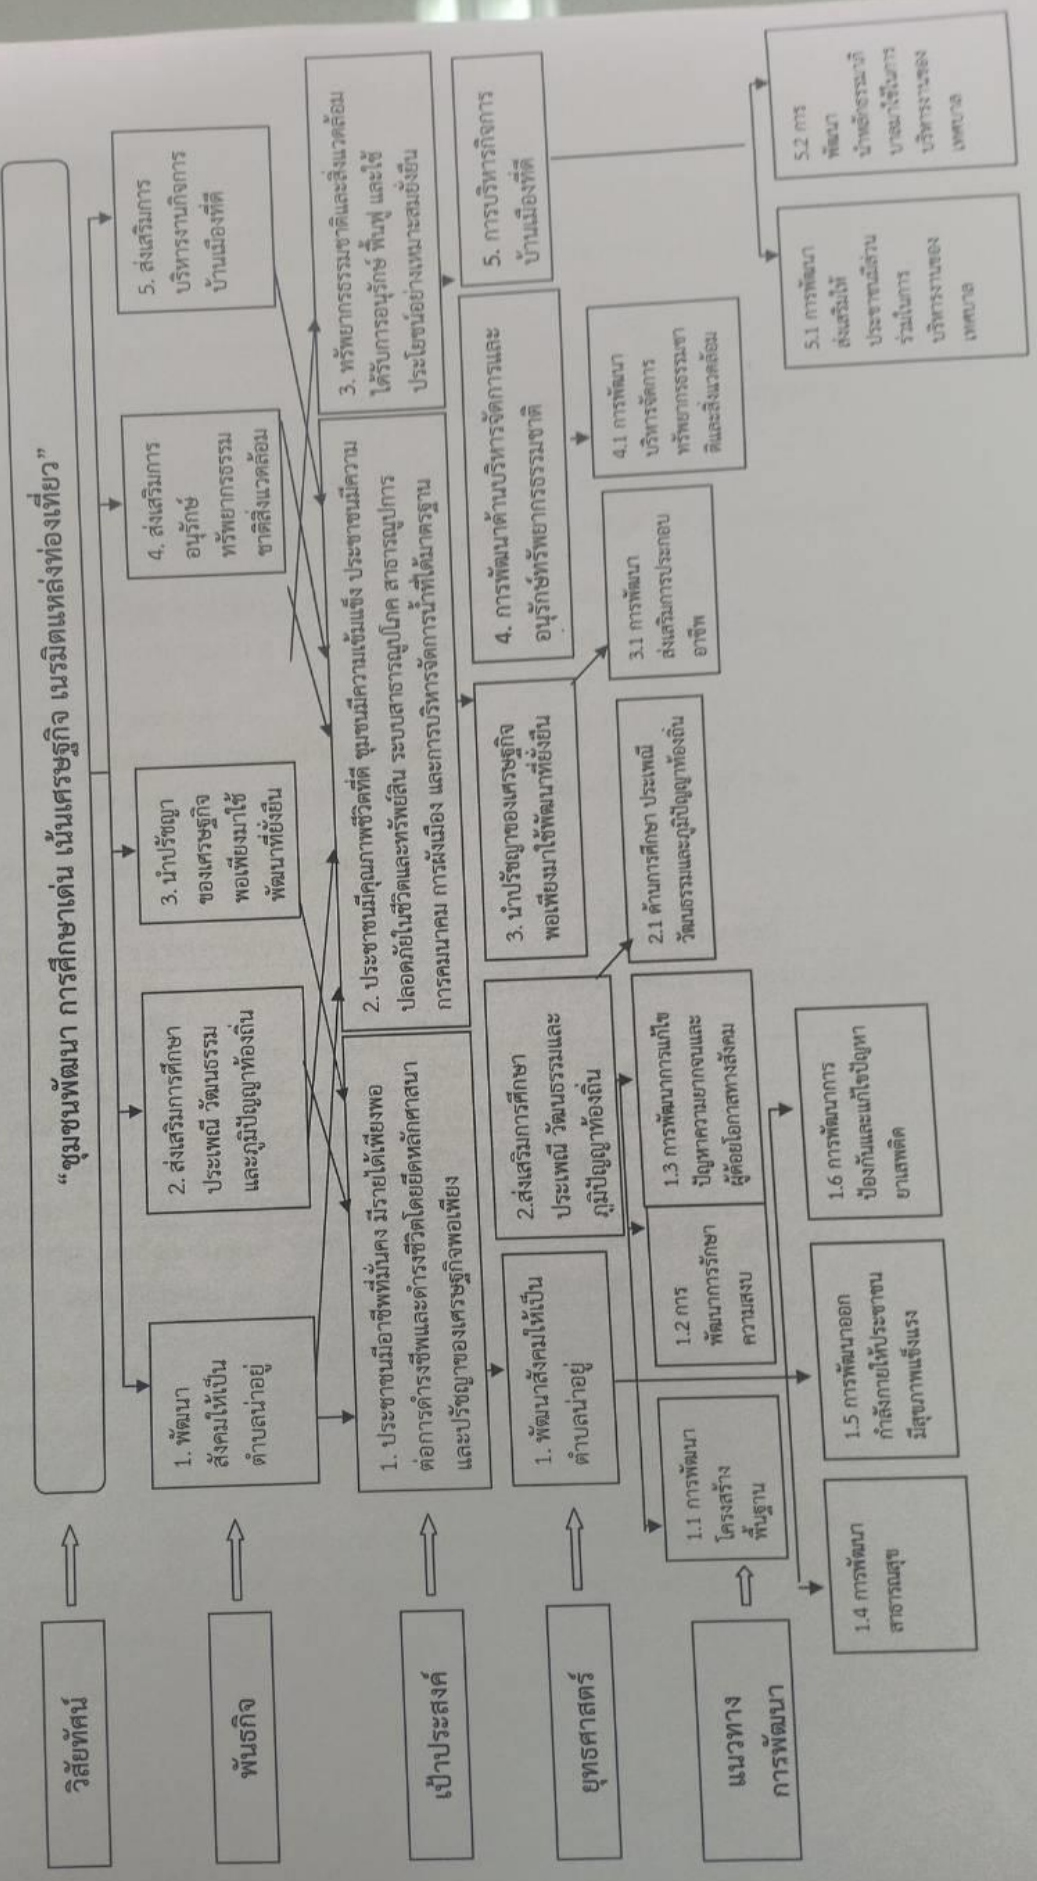 วิสัยทัศน์
“ชุมชนพัฒนา การศึกษาเด่น เน้นเศรษฐกิจ เนรมิตแหล่งท่องเที่ยว”
พันธกิจ
1. พัฒนา
สังคมให้เป็น
ตำบลน่าอยู่
2. ส่งเสริมการศึกษา
ประเพณี วัฒนธรรม
และภูมิปัญญาท้องถิ่น
3. นำปรัชญา
ของเศรษฐกิจ
พอเพียงมาใช้
พัฒนาที่ยั่งยืน
4. ส่งเสริมการ
อนุรักษ์
ทรัพยากรธรรม
ชาติสิ่งแวดล้อม
5. ส่งเสริมการ
บริหารงานกิจการ
บ้านเมืองที่ดี
เป้าประสงค์
1. ประชาชนมีอาชีพที่มั่นคง มีรายได้เพียงพอ
ต่อการดำรงชีพและดำรงชีวิตโดยยึดหลักศาสนา
และปรัชญาของเศรษฐกิจพอเพียง
2. ประชาชนมีคุณภาพชีวิตที่ดี ชุมชนมีความเข้มแข็ง ประชาชนมีความ
ปลอดภัยในชีวิตและทรัพย์สิน ระบบสาธารณูปโภค สาธารณูปการ
การคมนาคม การผังเมือง และการบริหารจัดการน้ำที่ได้มาตรฐาน
3. ทรัพยากรธรรมชาติและสิ่งแวดล้อม
ได้รับการอนุรักษ์ ฟื้นฟู และใช้
ประโยชน์อย่างเหมาะสมยั่งยืน
ยุทธศาสตร์
1. พัฒนาสังคมให้เป็น
ตำบลน่าอยู่
2.ส่งเสริมการศึกษา
ประเพณี วัฒนธรรมและ
ภูมิปัญญาท้องถิ่น
3. นำปรัชญาของเศรษฐกิจ
พอเพียงมาใช้พัฒนาที่ยั่งยืน
4. การพัฒนาด้านบริหารจัดการและ
อนุรักษ์ทรัพยากรธรรมชาติ
5. การบริหารกิจการ
บ้านเมืองที่ดี
แนวทาง
การพัฒนา
1.1 การพัฒนา
โครงสร้าง
พื้นฐาน
1.2 การ
พัฒนาการรักษา
ความสงบ
1.3 การพัฒนาการแก้ไข
ปัญหาความยากจนและ
ผู้ด้อยโอกาสทางสังคม
2.1 ด้านการศึกษา ประเพณี
วัฒนธรรมและภูมิปัญญาท้องถิ่น
3.1 การพัฒนา
ส่งเสริมการประกอบ
อาชีพ
4.1 การพัฒนา
บริหารจัดการ
ทรัพยากรธรรมชา
ติและสิ่งแวดล้อม
5.1 การพัฒนา
ส่งเสริมให้
ประชาชนมีส่วน
ร่วมในการ
บริหารงานของ
เทศบาล
5.2 การ
พัฒนา
นำหลักธรรมาภิ
บาลมาใช้ในการ
บริหารงานของ
เทศบาล
1.4 การพัฒนา
สาธารณสุข
1.5 การพัฒนาออก
กำลังกายให้ประชาชน
มีสุขภาพแข็งแรง
1.6 การพัฒนาการ
ป้องกันและแก้ไขปัญหา
ยาเสพติด